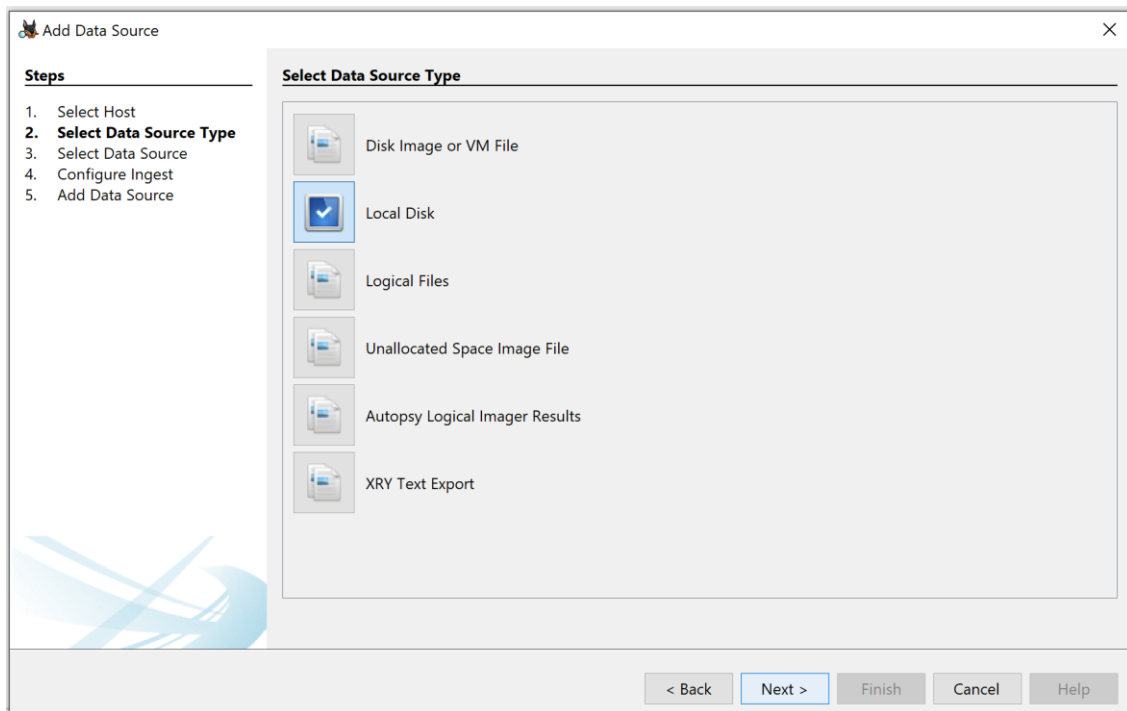 Add Data Source
Steps
1. Select Host
2. Select Data Source Type
3. Select Data Source
4. Configure Ingest
5. Add Data Source
Select Data Source Type
Disk Image or VM File
Local Disk
Logical Files
Unallocated Space Image File
Autopsy Logical Imager Results
XRY Text Export
< Back Next > Finish Cancel Help